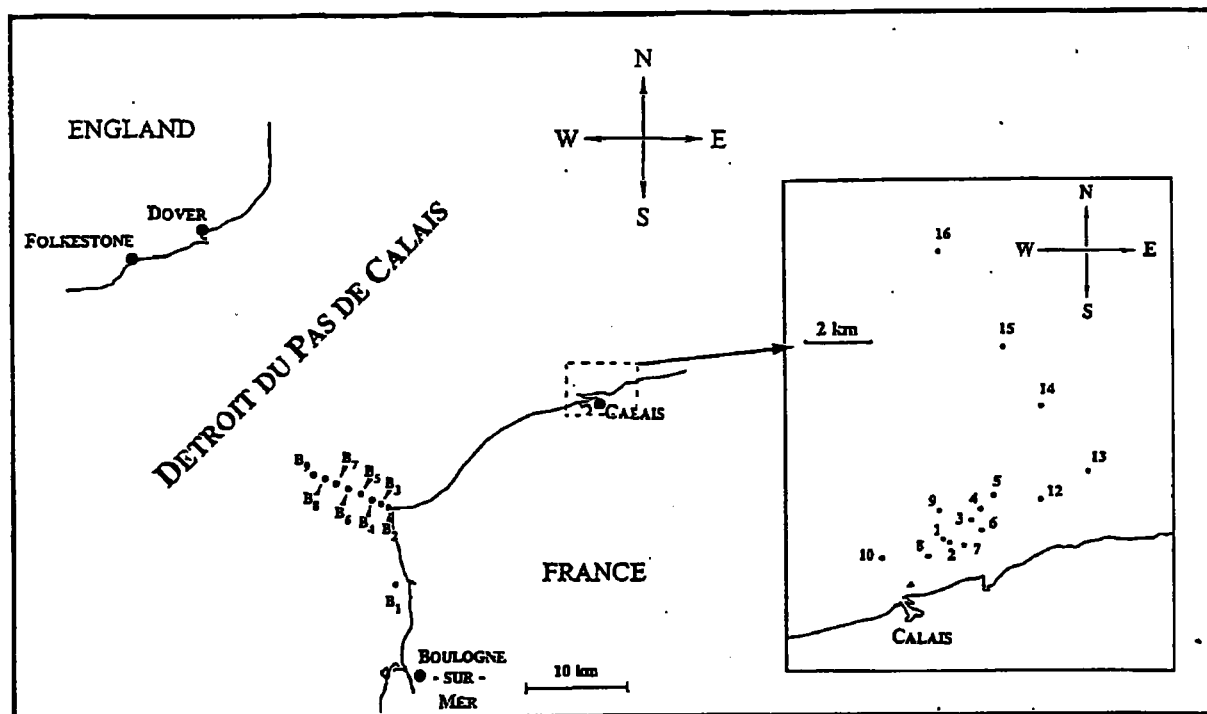 N
W E
S
ENGLAND
DOVER
FOLKESTONE
DETROIT DU PAS DE CALAIS
CALAIS
B9 B7 B5 B3
B8 B6 B4 B2
B1
FRANCE
BOULOGNE
- SUR -
MER
10 km
N
W E
S
16
2 km
15
14
13
12
5
4
9
3
6
1
2
7
8
10
CALAIS